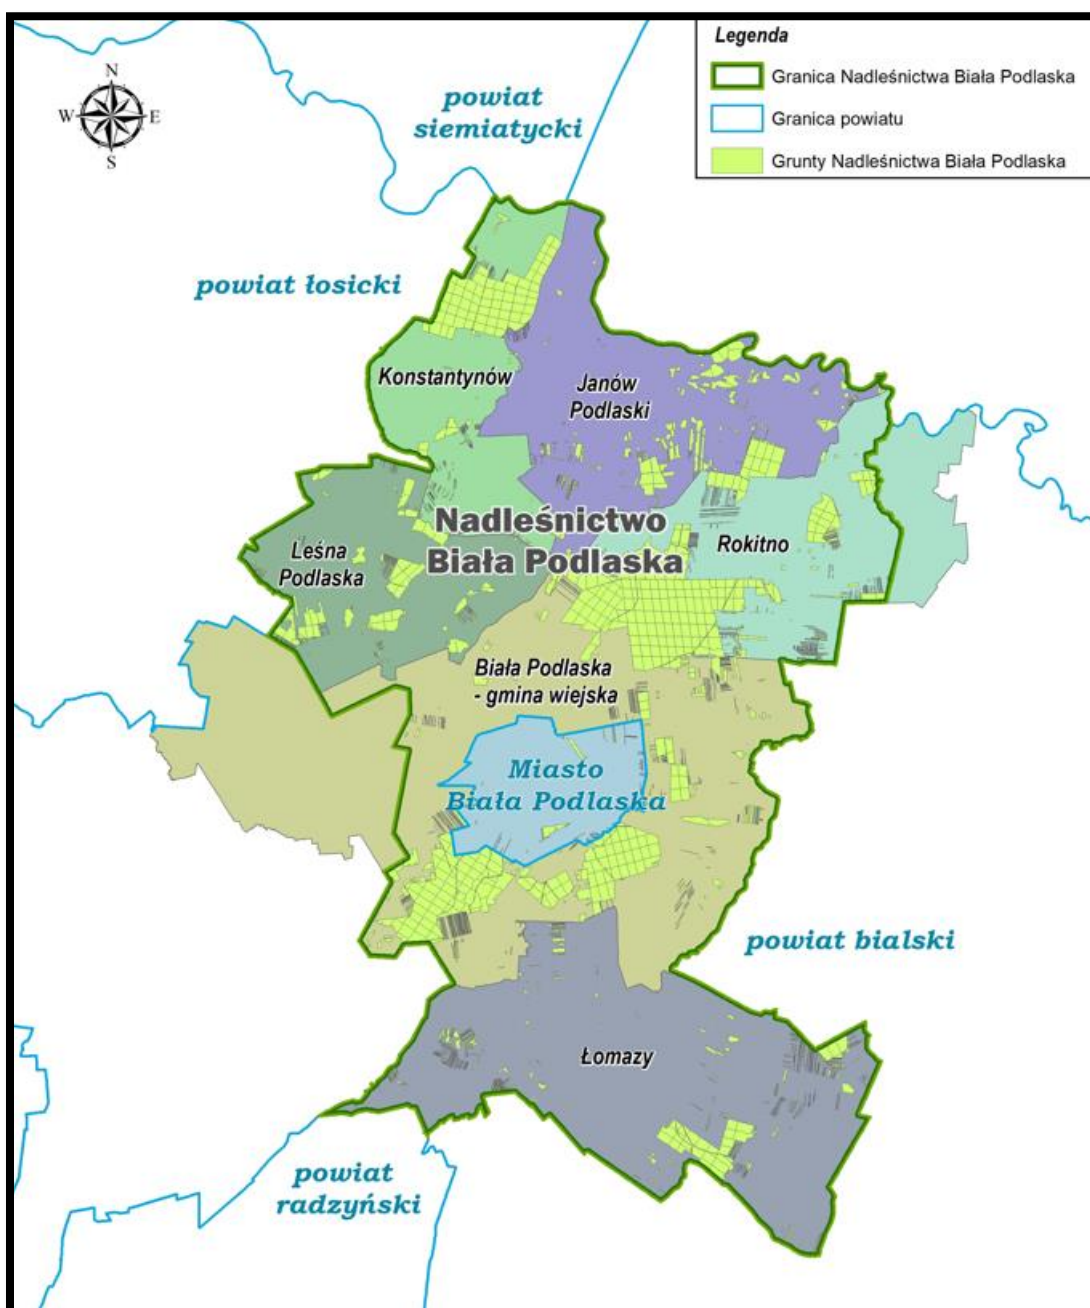 Legenda
Granica Nadleśnictwa Biała Podlaska
Granica powiatu
Grunty Nadleśnictwa Biała Podlaska
N
W E
S
powiat
siemiatycki
powiat łosicki
Konstantynów
Janów
Podlaski
Nadleśnictwo
Biała Podlaska
Rokitno
Leśna
Podlaska
Biała Podlaska
- gmina wiejska
Miasto
Biała Podlaska
powiat bialski
Łomazy
powiat
radzyński